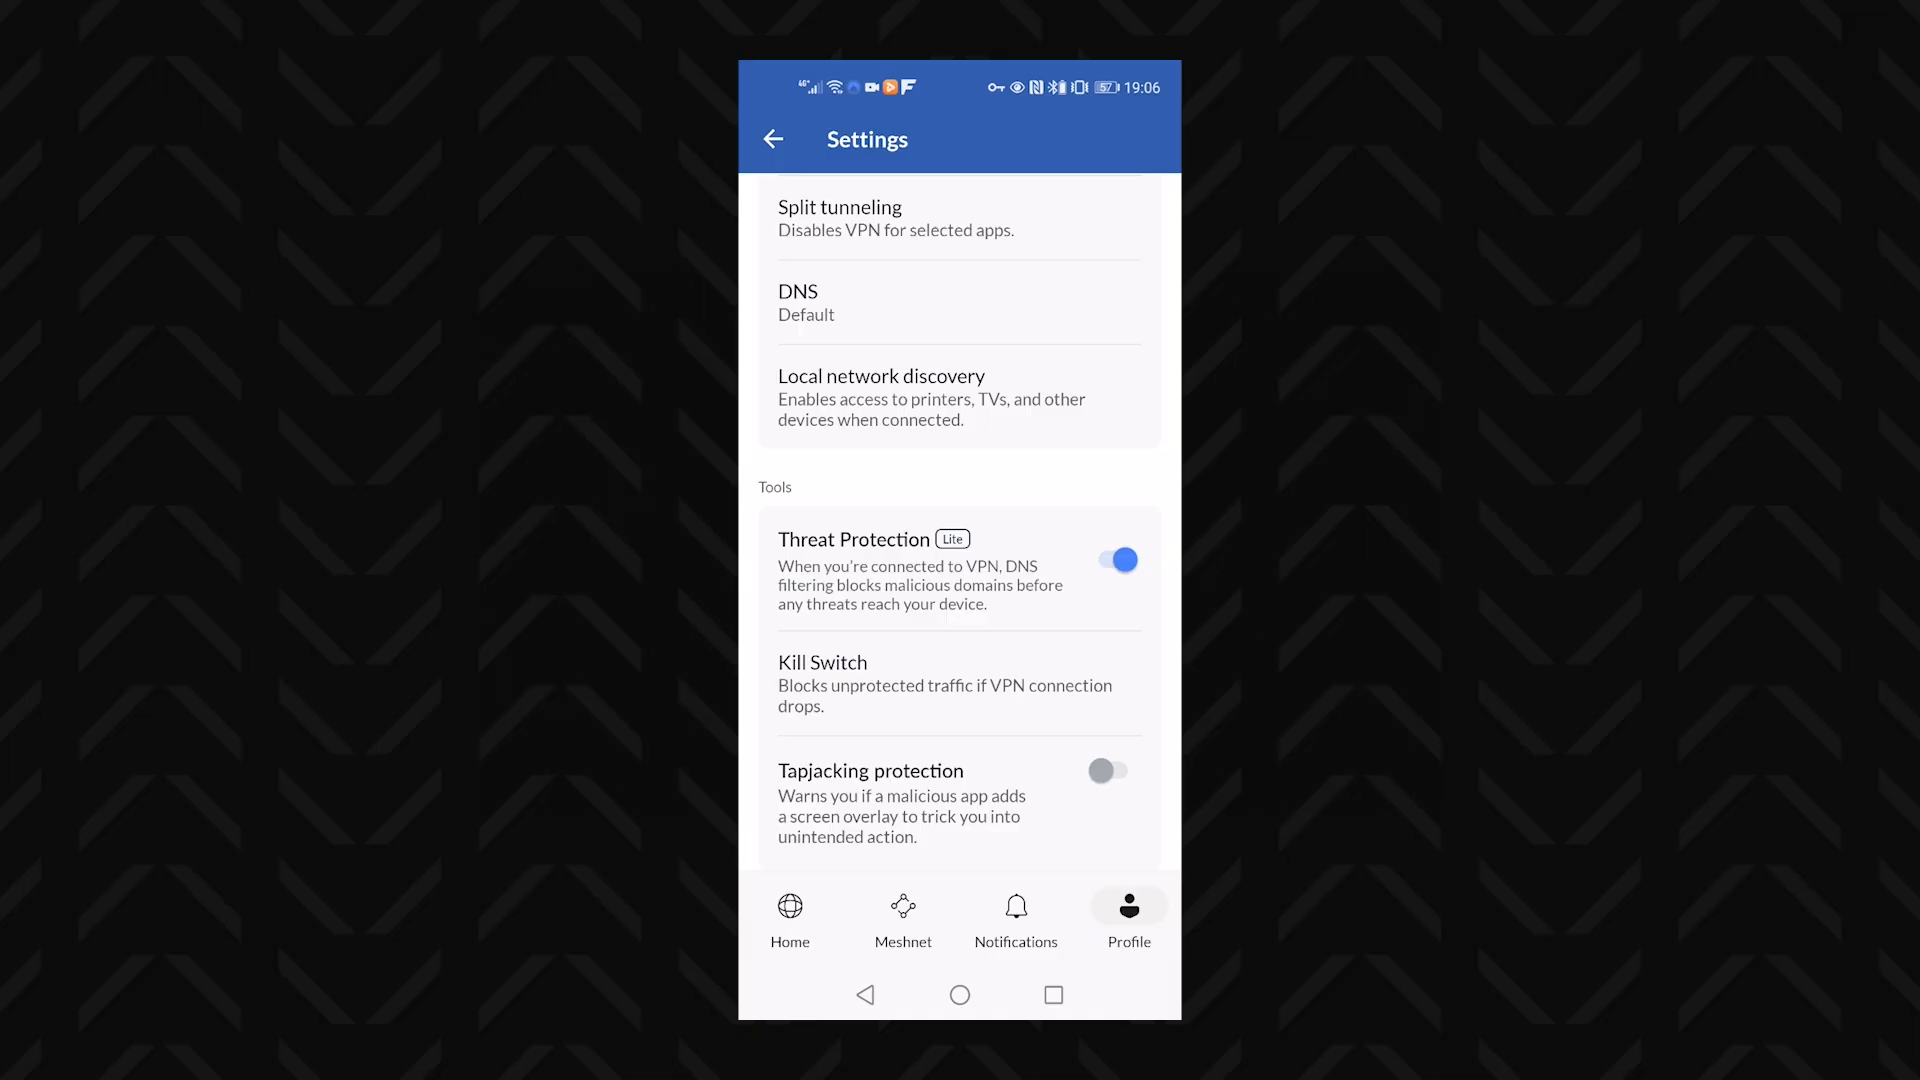 4G+ 57 19:06
Settings
Split tunneling
Disables VPN for selected apps.
DNS
Default
Local network discovery
Enables access to printers, TVs, and other
devices when connected.
Tools
Threat Protection Lite
When you're connected to VPN, DNS
filtering blocks malicious domains before
any threats reach your device.
Kill Switch
Blocks unprotected traffic if VPN connection
drops.
Tapjacking protection
Warns you if a malicious app adds
a screen overlay to trick you into
unintended action.
Home Meshnet Notifications Profile